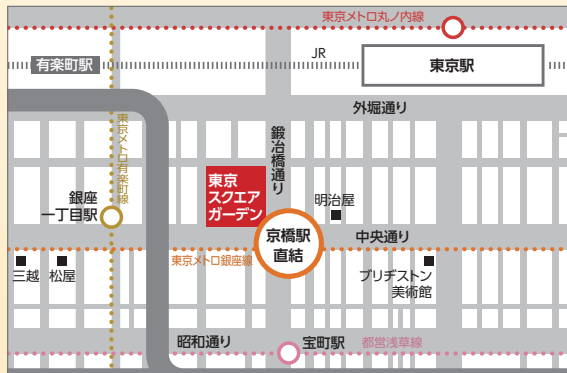 東京メトロ丸ノ内線
JR
有楽町駅
東京駅
外堀通り
東京メトロ有楽町線
鍛冶橋通り
東京
スクエア
ガーデン
明治屋
銀座
一丁目駅
京橋駅
直結
中央通り
東京メトロ銀座線
三越
松屋
ブリヂストン
美術館
昭和通り
宝町駅
都営浅草線